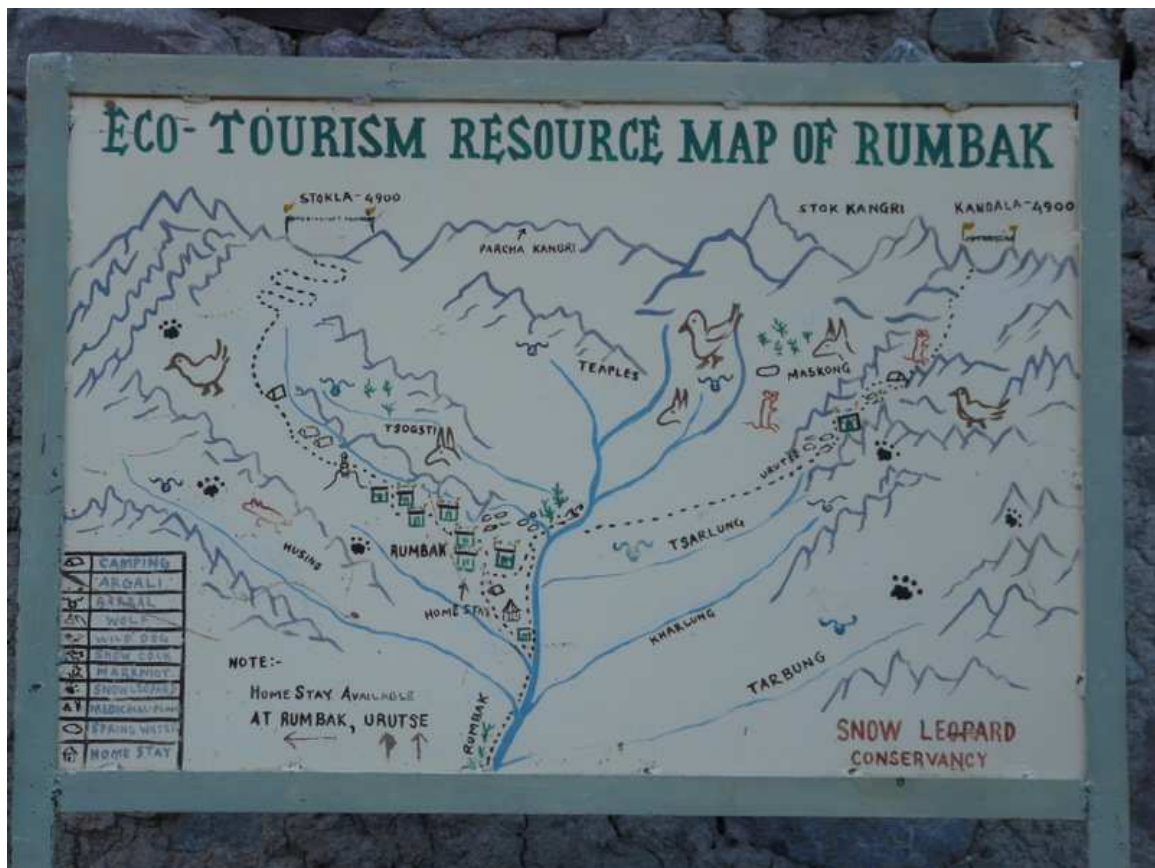 ECO-TOURISM RESOURCE MAP OF RUMBAK
STOKLA-4900
PARCHA KANGRI
STOK KANGRI
KANDALA-4900
TEAPLES
MASKONG
TSOGSTI
URUTSE
HUSING
RUMBAK
TSARLUNG
HOME STAY
KHARLUNG
TARBUNG
CAMPING
ARGALI
BARRAL
WOLF
WILD DOG
SNOW COCK
MARRMOT
SNOW LEOPARD
SPRING WATER
HOME STAY
NOTE:-
HOME STAY AVAILABLE
AT RUMBAK, URUTSE
RUMBAK
SNOW LEOPARD
CONSERVANCY